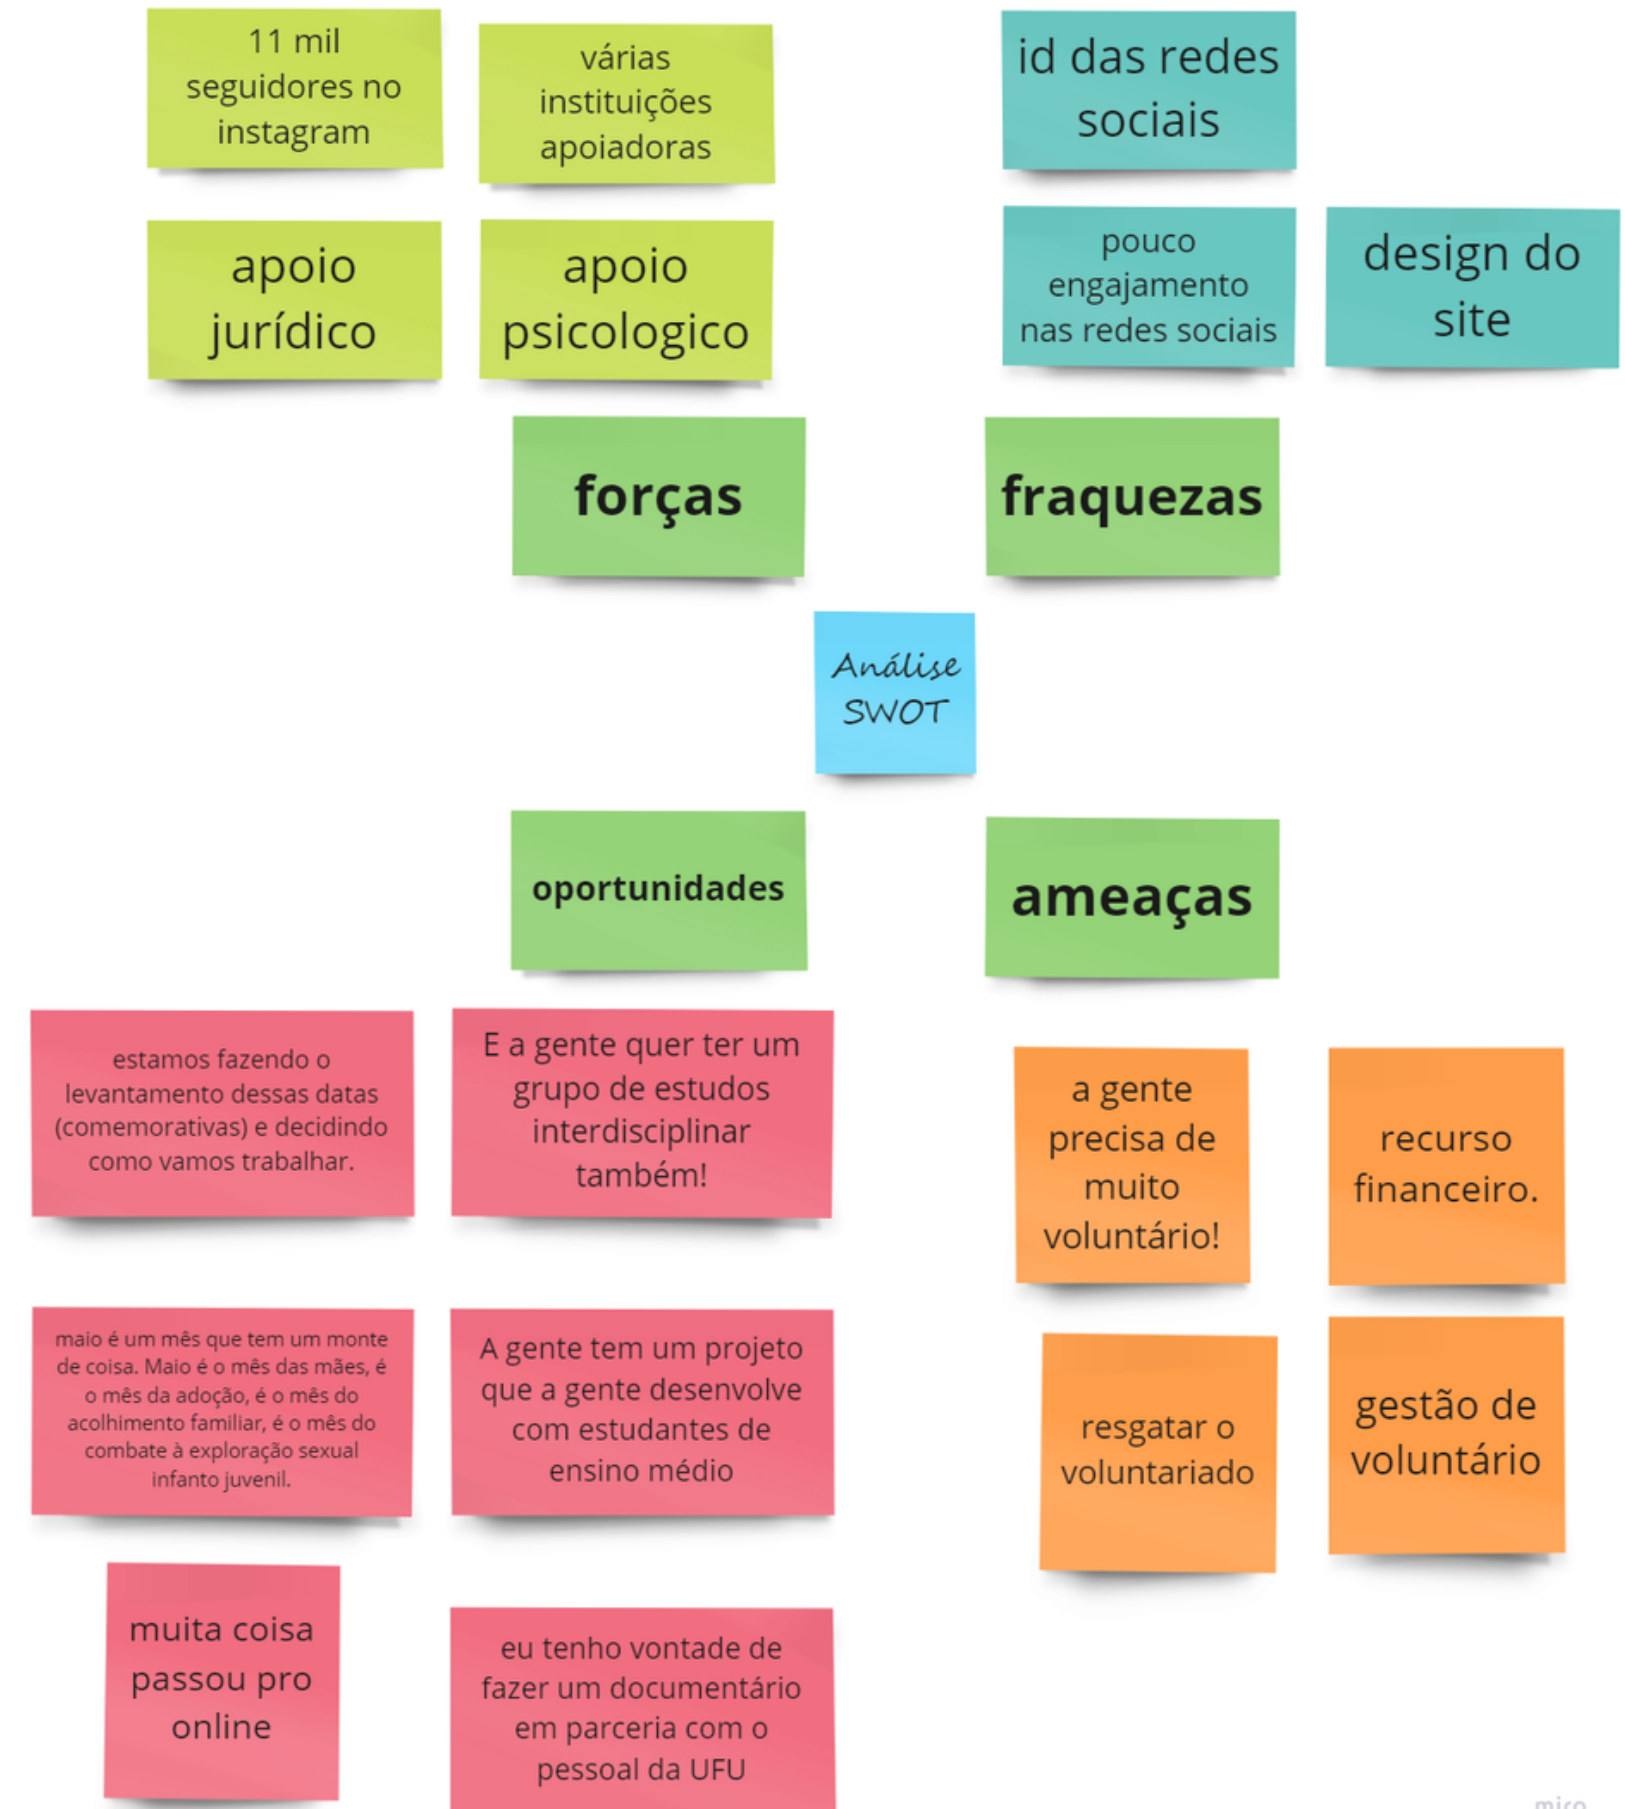 11 mil
seguidores no
instagram
várias
instituições
apoiadoras
id das redes
sociais
apoio
jurídico
apoio
psicologico
pouco
engajamento
nas redes sociais
design do
site
forças
fraquezas
Análise
SWOT
oportunidades
ameaças
estamos fazendo o
levantamento dessas datas
(comemorativas) e decidindo
como vamos trabalhar.
E a gente quer ter um
grupo de estudos
interdisciplinar
também!
a gente
precisa de
muito
voluntário!
recurso
financeiro.
maio é um mês que tem um monte
de coisa. Maio é o mês das mães, é
o mês da adoção, é o mês do
acolhimento familiar, é o mês do
combate à exploração sexual
infanto juvenil.
A gente tem um projeto
que a gente desenvolve
com estudantes de
ensino médio
resgatar o
voluntariado
gestão de
voluntário
muita coisa
passou pro
online
eu tenho vontade de
fazer um documentário
em parceria com o
pessoal da UFU
miro